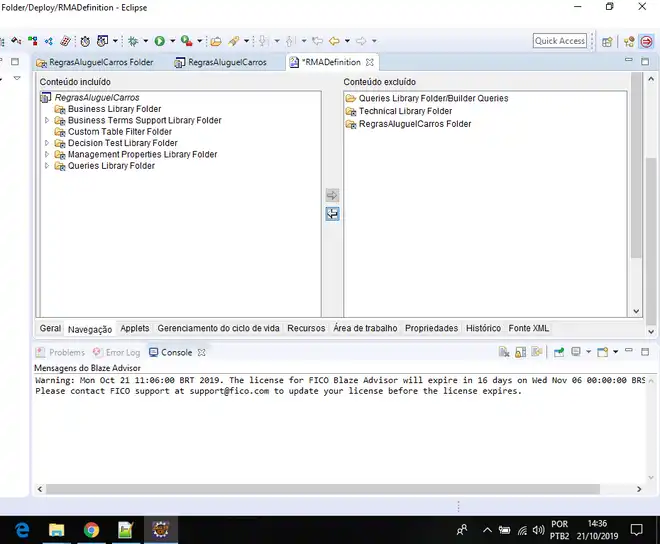 Folder/Deploy/RMADefinition - Eclipse
Quick Access
RegrasAluguelCarros Folder
RegrasAluguelCarros
*RMADefinition
Conteúdo incluído
Conteúdo excluído
RegrasAluguelCarros
Business Library Folder
Business Terms Support Library Folder
Custom Table Filter Folder
Decision Test Library Folder
Management Properties Library Folder
Queries Library Folder
Queries Library Folder/Builder Queries
Technical Library Folder
RegrasAluguelCarros Folder
Geral Navegação Applets Gerenciamento do ciclo de vida Recursos Área de trabalho Propriedades Histórico Fonte XML
Problems Error Log Console
Mensagens do Blaze Advisor
Warning: Mon Oct 21 11:06:00 BRT 2019. The license for FICO Blaze Advisor will expire in 16 days on Wed Nov 06 00:00:00 BRS
Please contact FICO support at support@fico.com to update your license before the license expires.
POR
PTB2
14:36
21/10/2019